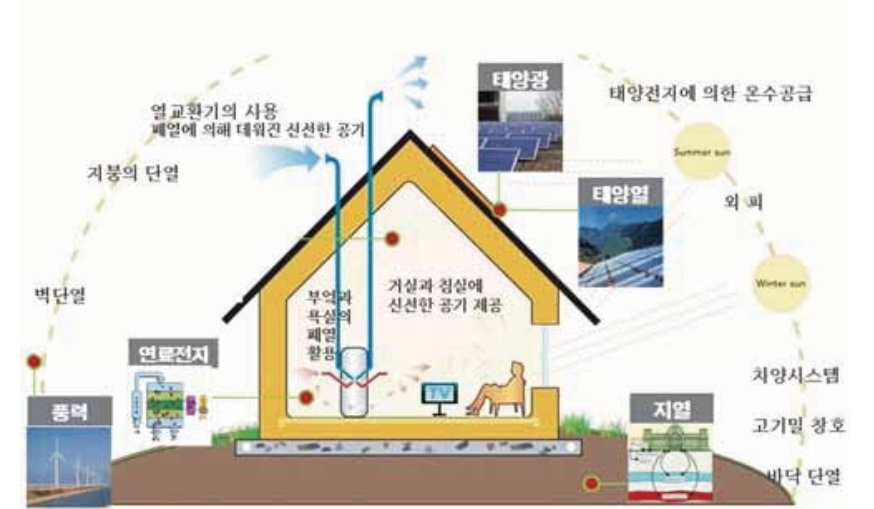 태양광
태양전지에 의한 온수공급
열교환기의 사용
폐열에 의해 데워진 신선한 공기
Summer sun
지붕의 단열
태양열
외 피
벽단열
Winter sun
거실과 침실에
신선한 공기 제공
부엌과
욕실의
폐열
활용
연료전지
TV
차양시스템
풍력
지열
고기밀 창호
바닥 단열